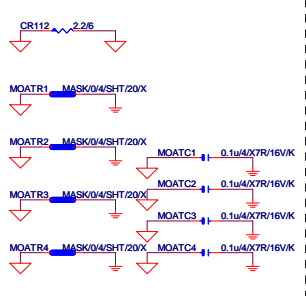 CR112 2.2/6
MOATR1 MASK/0/4/SHT/20/X
MOATR2 MASK/0/4/SHT/20/X
MOATC1 0.1u/4/X7R/16V/K
MOATC2 0.1u/4/X7R/16V/K
MOATR3 MASK/0/4/SHT/20/X
MOATC3 0.1u/4/X7R/16V/K
MOATR4 MASK/0/4/SHT/20/X
MOATC4 0.1u/4/X7R/16V/K